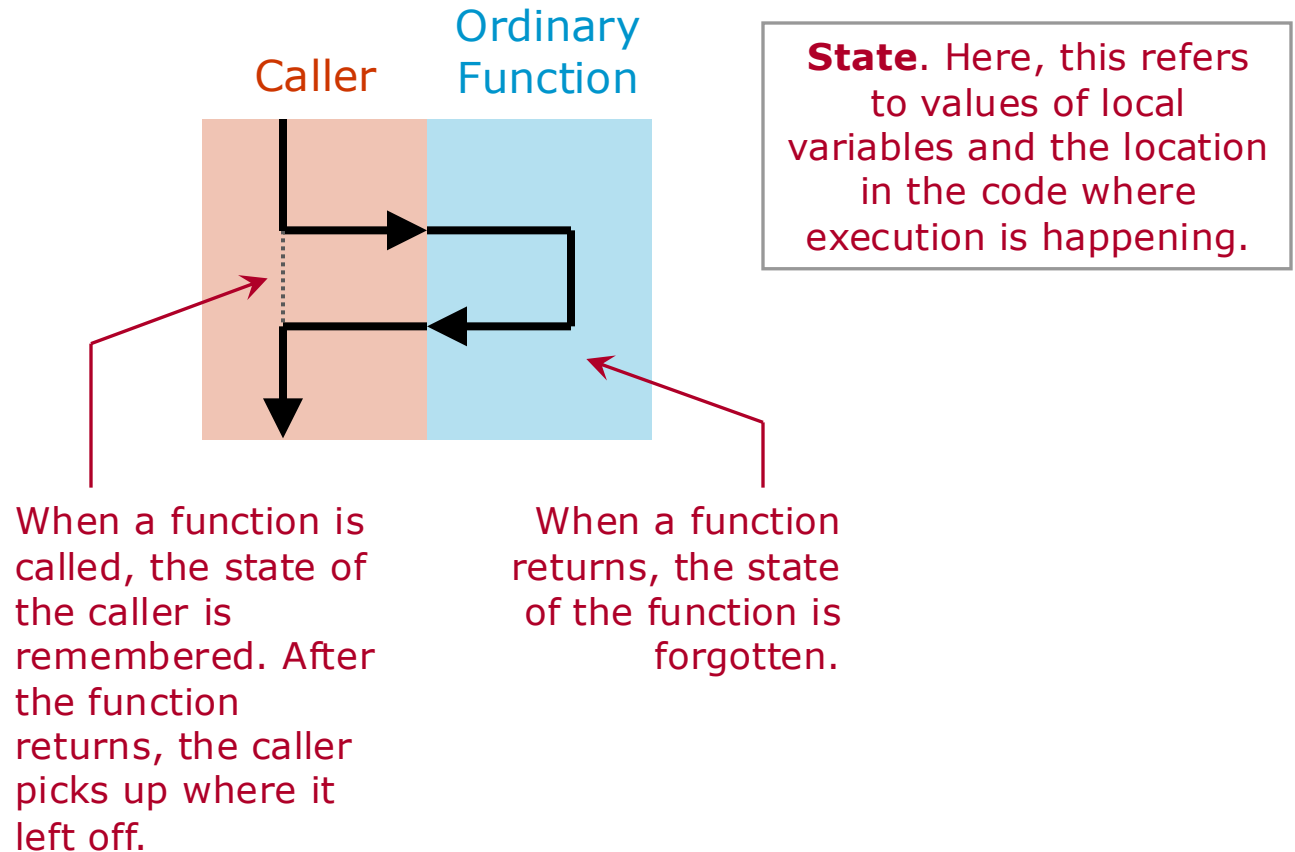 Caller
Ordinary
Function
State. Here, this refers
to values of local
variables and the location
in the code where
execution is happening.
When a function is
called, the state of
the caller is
remembered. After
the function
returns, the caller
picks up where it
left off.
When a function
returns, the state
of the function is
forgotten.